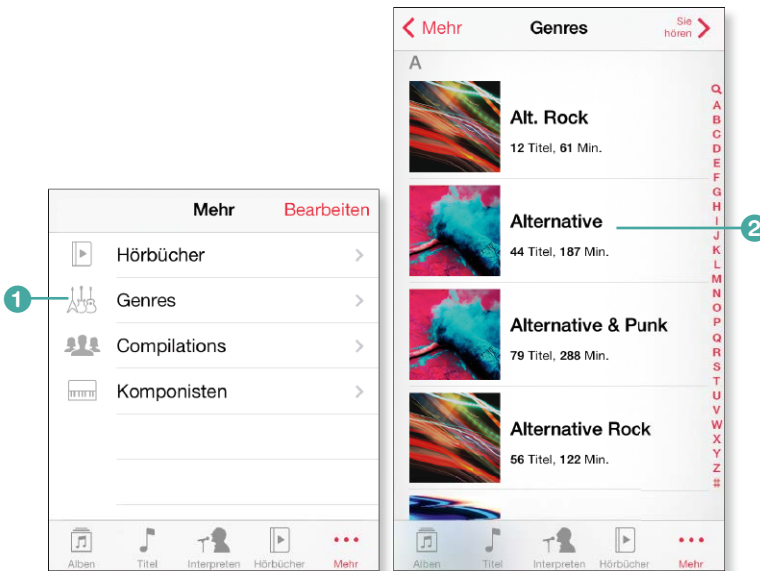 Mehr
Bearbeiten
Hörbücher
1
Genres
Compilations
Komponisten
Alben
Titel
Interpreten
Hörbücher
Mehr
Mehr
Genres
Sie
hören
A
Alt. Rock
12 Titel, 61 Min.
Alternative
2
44 Titel, 187 Min.
Alternative & Punk
79 Titel, 288 Min.
Alternative Rock
56 Titel, 122 Min.
A
B
C
D
E
F
G
H
I
J
K
L
M
N
O
P
Q
R
S
T
U
V
W
X
Y
Z
#
Alben
Titel
Interpreten
Hörbücher
Mehr